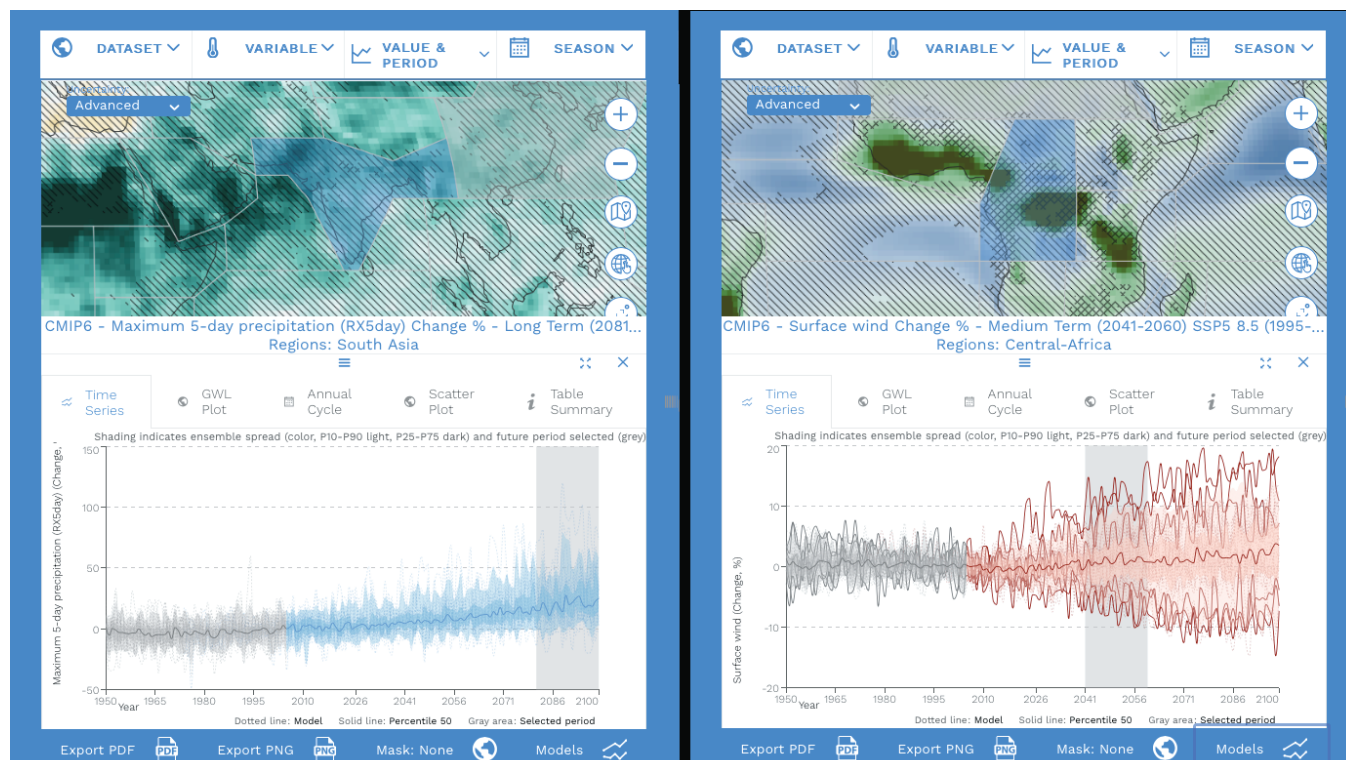 DATASET
VARIABLE
VALUE &
PERIOD
SEASON
Uncertainty
Advanced
CMIP6 - Maximum 5-day precipitation (RX5day) Change % - Long Term (2081...
Regions: South Asia
Time
Series
GWL
Plot
Annual
Cycle
Scatter
Plot
Table
Summary
Shading indicates ensemble spread (color, P10-P90 light, P25-P75 dark) and future period selected (grey)
Maximum 5-day precipitation (RX5day) (Change,
150
100
50
0
-50
1950 1965 1980 1995 2010 2026 2041 2056 2071 2086 2100
Year
Dotted line: Model Solid line: Percentile 50 Gray area: Selected period
Export PDF PDF Export PNG PNG Mask: None Models
DATASET
VARIABLE
VALUE &
PERIOD
SEASON
Advanced
CMIP6 - Surface wind Change % - Medium Term (2041-2060) SSP5 8.5 (1995-...
Regions: Central-Africa
Time
Series
GWL
Plot
Annual
Cycle
Scatter
Plot
Table
Summary
Shading indicates ensemble spread (color, P10-P90 light, P25-P75 dark) and future period selected (grey)
Surface wind (Change, %)
20
10
0
-10
-20
1950 1965 1980 1995 2010 2026 2041 2056 2071 2086 2100
Year
Dotted line: Model Solid line: Percentile 50 Gray area: Selected period
Export PDF PDF Export PNG PNG Mask: None Models